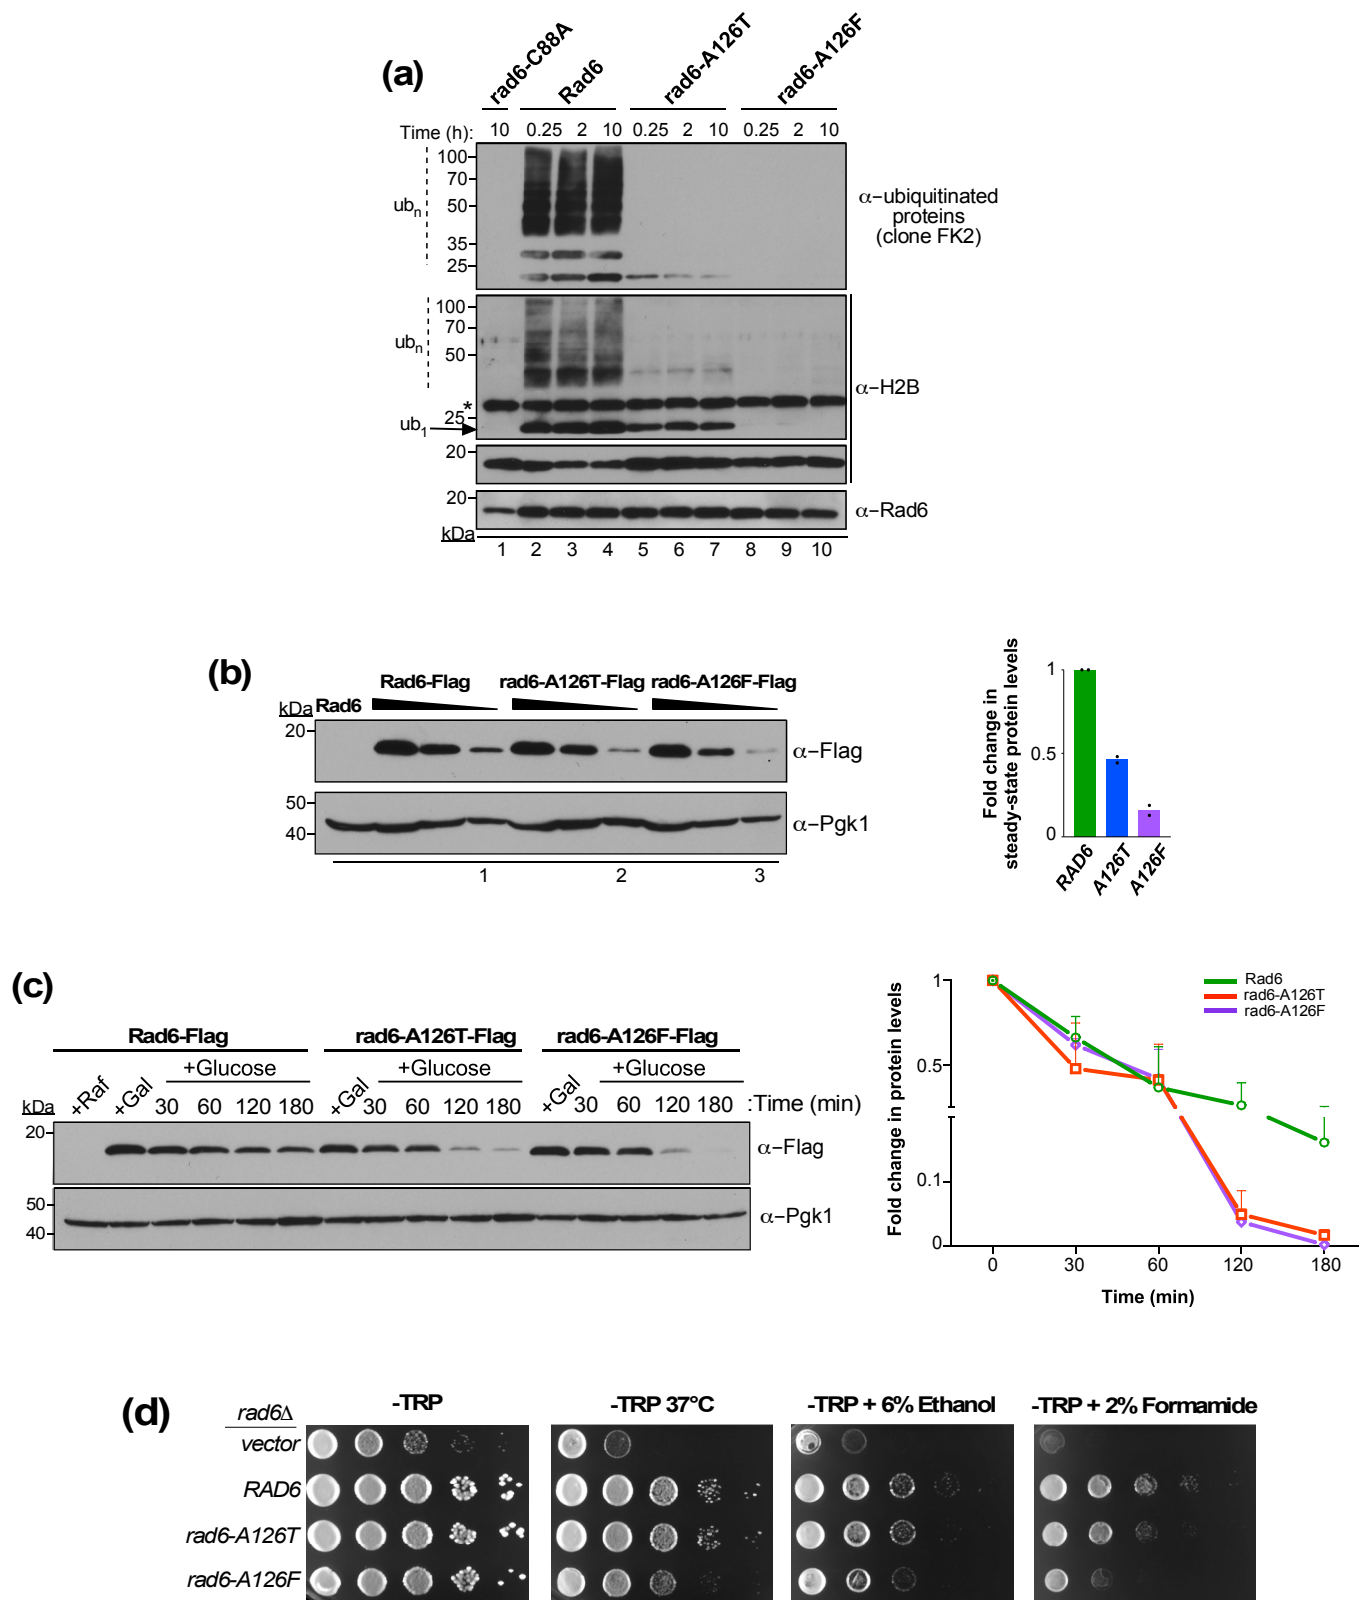 (a)
rad6-C88A
Rad6
rad6-A126T
rad6-A126F
Time (h): 10 0.25 2 10 0.25 2 10 0.25 2 10
100
70
ubn 50
35
25
α-ubiquitinated
proteins
(clone FK2)
100
70
ubn
50
*
25
ub1
20
α-H2B
20
α-Rad6
kDa
1 2 3 4 5 6 7 8 9 10
(b)
Rad6-Flag rad6-A126T-Flag rad6-A126F-Flag
kDa Rad6
20
α-Flag
50
40
α-Pgk1
1 2 3
Fold change in
steady-state protein levels
1
0.5
0
RAD6
A126T
A126F
(c)
Rad6-Flag rad6-A126T-Flag rad6-A126F-Flag
+Glucose +Glucose +Glucose
kDa +Raf +Gal 30 60 120 180 +Gal 30 60 120 180 +Gal 30 60 120 180 :Time (min)
20
α-Flag
50
40
α-Pgk1
Fold change in protein levels
1
0.5
0.1
0
Rad6
rad6-A126T
rad6-A126F
0 30 60 120 180
Time (min)
(d)
-TRP -TRP 37°C -TRP + 6% Ethanol -TRP + 2% Formamide
rad6Δ
vector
RAD6
rad6-A126T
rad6-A126F